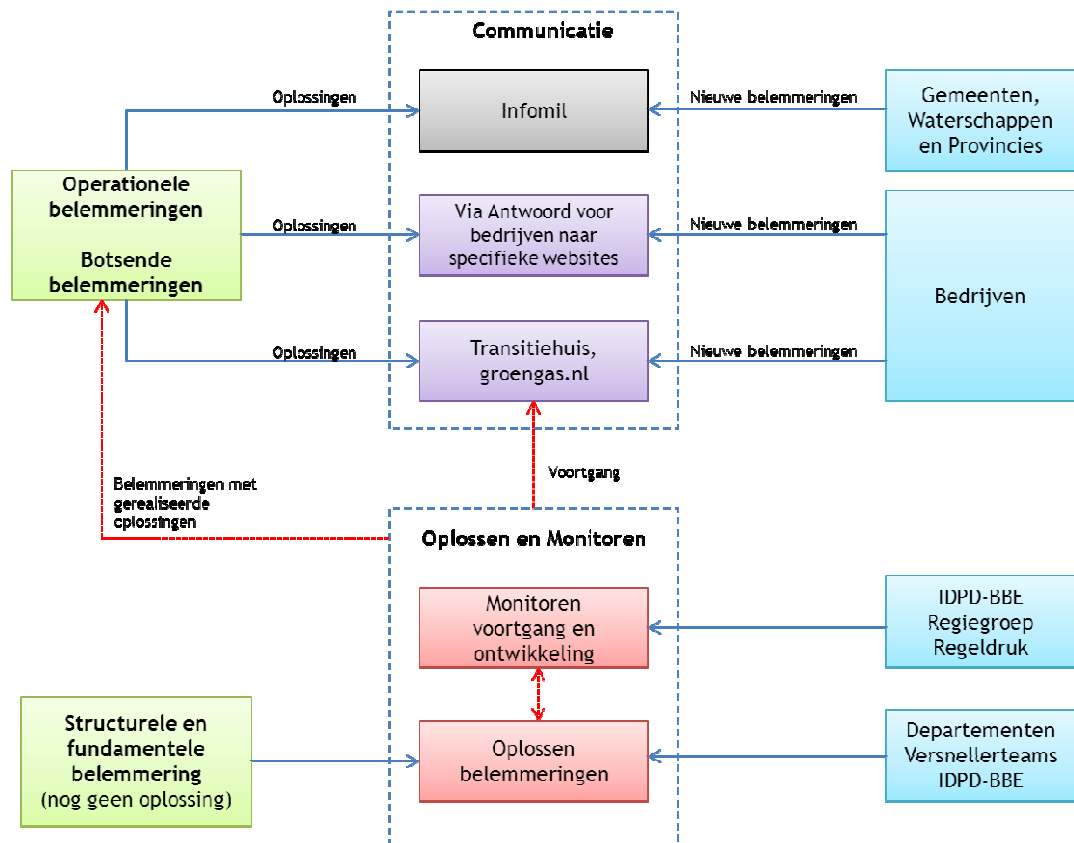 Communicatie
Oplossingen
Infomil
Nieuwe belemmeringen
Gemeenten,
Waterschappen
en Provincies
Operationele
belemmeringen
Botsende
belemmeringen
Oplossingen
Via Antwoord voor
bedrijven naar
specifieke websites
Nieuwe belemmeringen
Bedrijven
Oplossingen
Transitiehuis,
groengas.nl
Nieuwe belemmeringen
Belemmeringen met
gerealiseerde
oplossingen
Voortgang
Oplossen en Monitoren
Monitoren
voortgang en
ontwikkeling
IDPD-BBE
Regiegroep
Regeldruk
Structurele en
fundamentele
belemmering
(nog geen oplossing)
Oplossen
belemmeringen
Departementen
Versnellerteams
IDPD-BBE